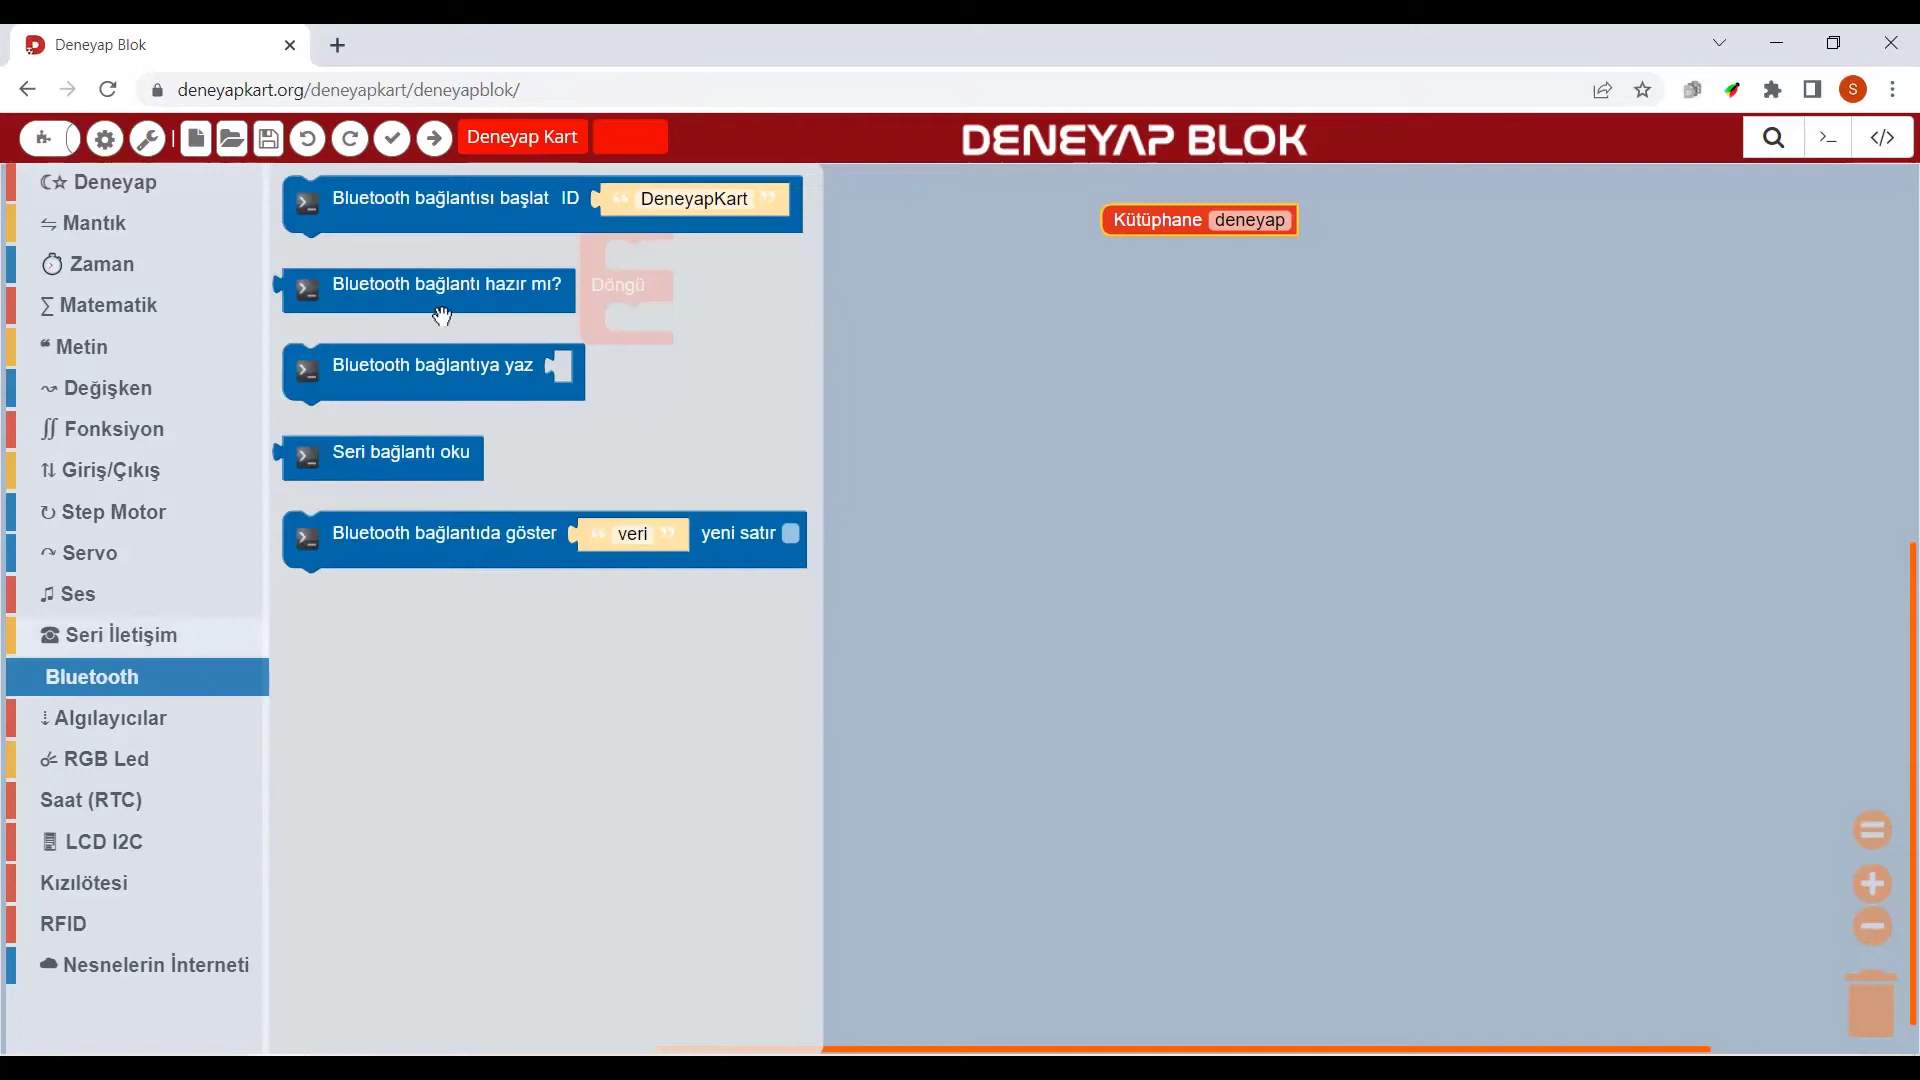 Deneyap Blok
deneyapkart.org/deneyapkart/deneyapblok/
S
Deneyap Kart
DENEYAP BLOK
Deneyap
Mantık
Zaman
Matematik
Metin
Değişken
Fonksiyon
Giriş/Çıkış
Step Motor
Servo
Ses
Seri İletişim
Bluetooth
Algılayıcılar
RGB Led
Saat (RTC)
LCD I2C
Kızılötesi
RFID
Nesnelerin İnterneti
Bluetooth bağlantısı başlat ID “ DeneyapKart ”
Bluetooth bağlantı hazır mı?
Döngü
Bluetooth bağlantıya yaz
Seri bağlantı oku
Bluetooth bağlantıda göster “ veri ” yeni satır
Kütüphane deneyap